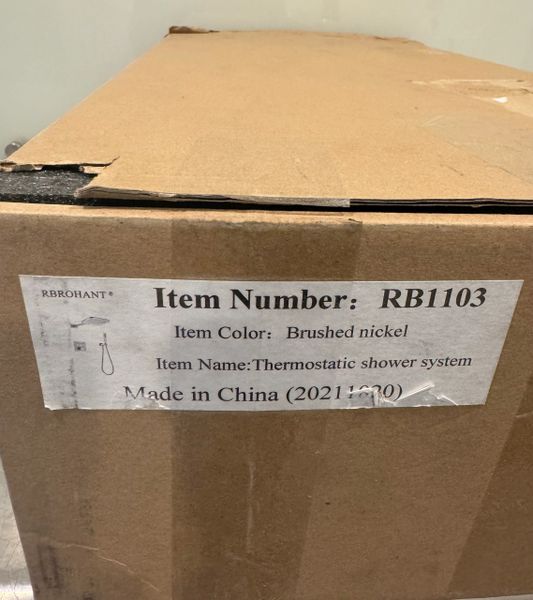 RBROHANT®
Item Number: RB1103
Item Color: Brushed nickel
Item Name:Thermostatic shower system
Made in China